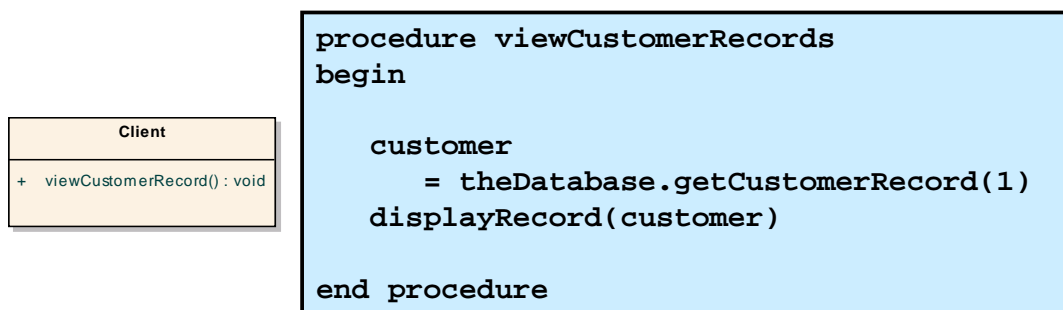 Client
+ viewCustomerRecord() : void
procedure viewCustomerRecords
begin
customer
= theDatabase.getCustomerRecord(1)
displayRecord(customer)
end procedure